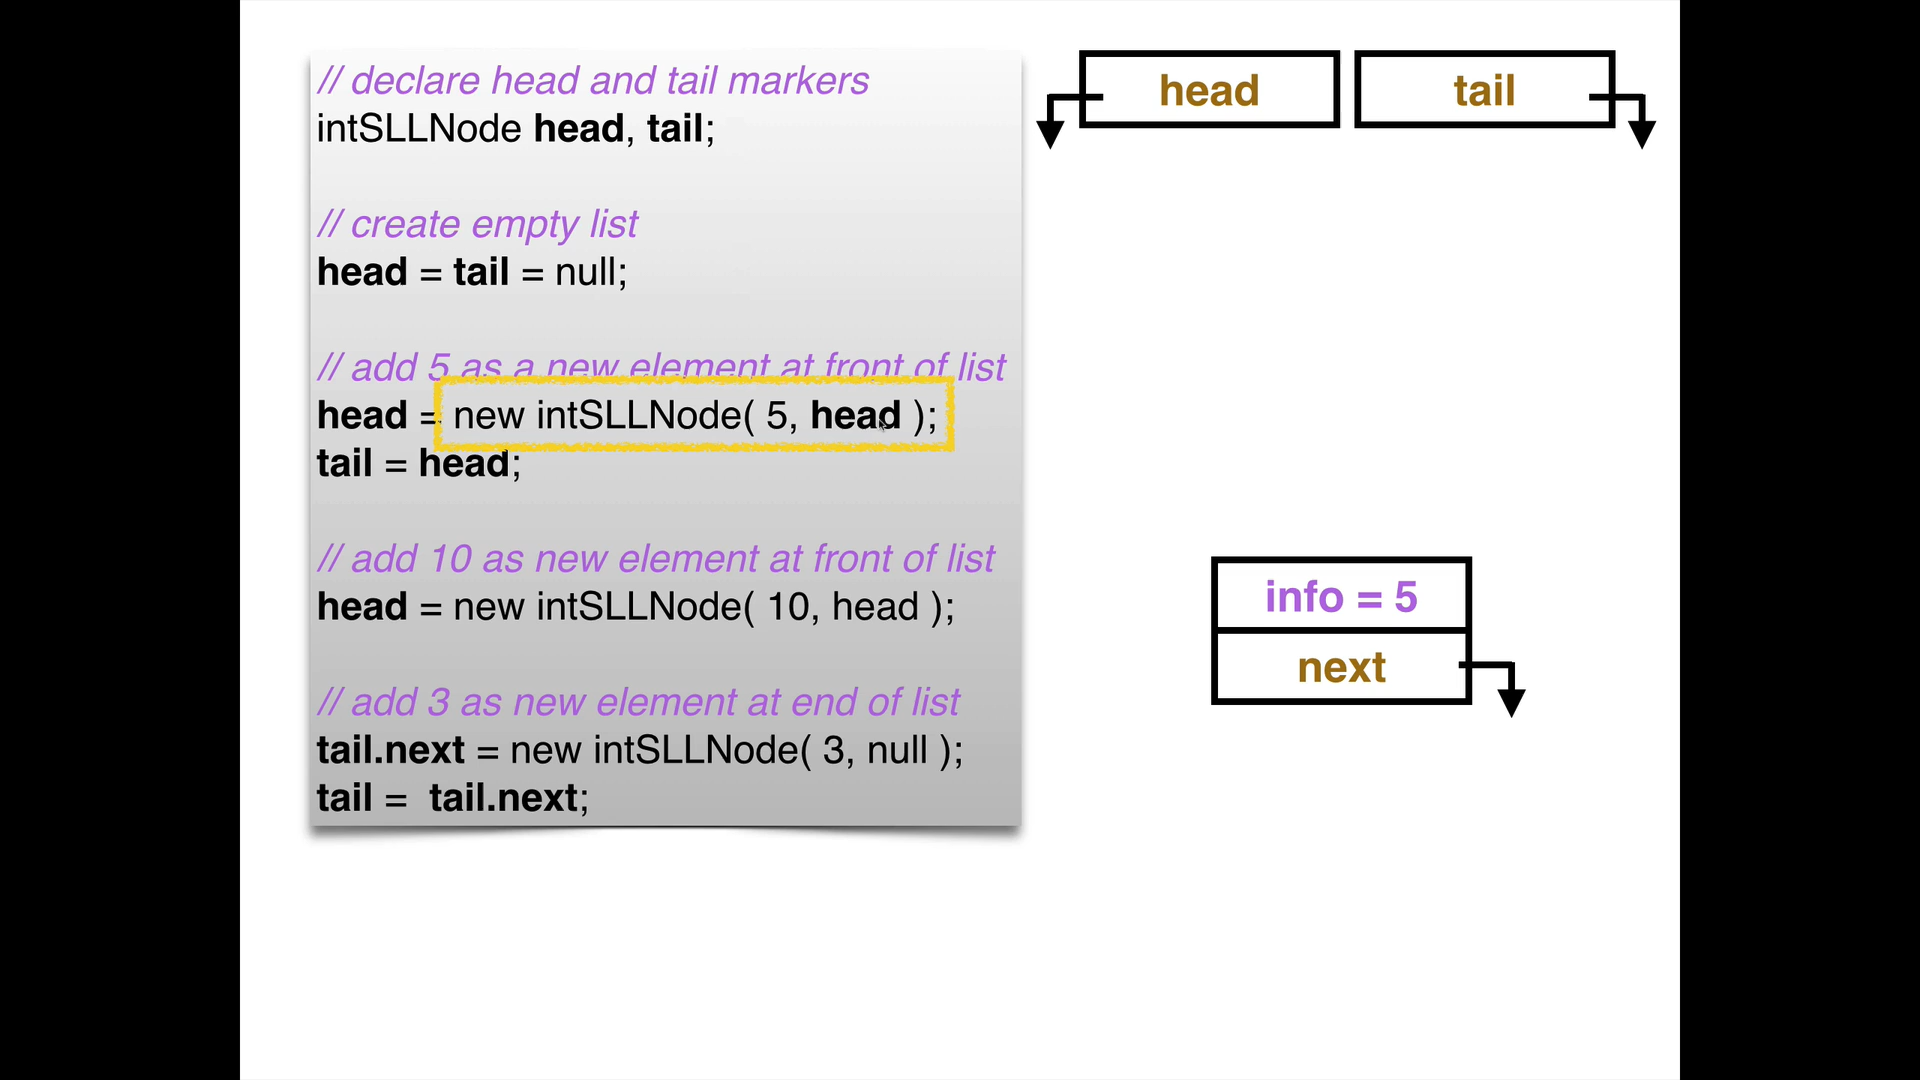 // declare head and tail markers
intSLLNode head, tail;
// create empty list
head = tail = null;
// add 5 as a new element at front of list
head = new intSLLNode( 5, head );
tail = head;
// add 10 as new element at front of list
head = new intSLLNode( 10, head );
// add 3 as new element at end of list
tail.next = new intSLLNode( 3, null );
tail =  tail.next;
head
tail
info = 5
next